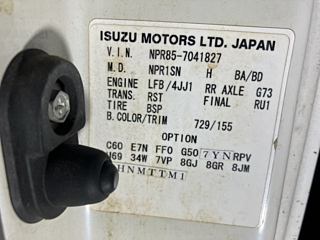 ISUZU MOTORS LTD. JAPAN
V.I.N. NPR85-7041827
M.D. NPR1SN H BA/BD
ENGINE LFB/4JJ1 RR AXLE G73
TRANS. RST FINAL RU1
TIRE BSP
B.COLOR/TRIM 729/155
OPTION
C60 E7N FF0 G50 7YN RPV
U69 34W 7VP 8GJ 8GR 8JM
HNMTTM1